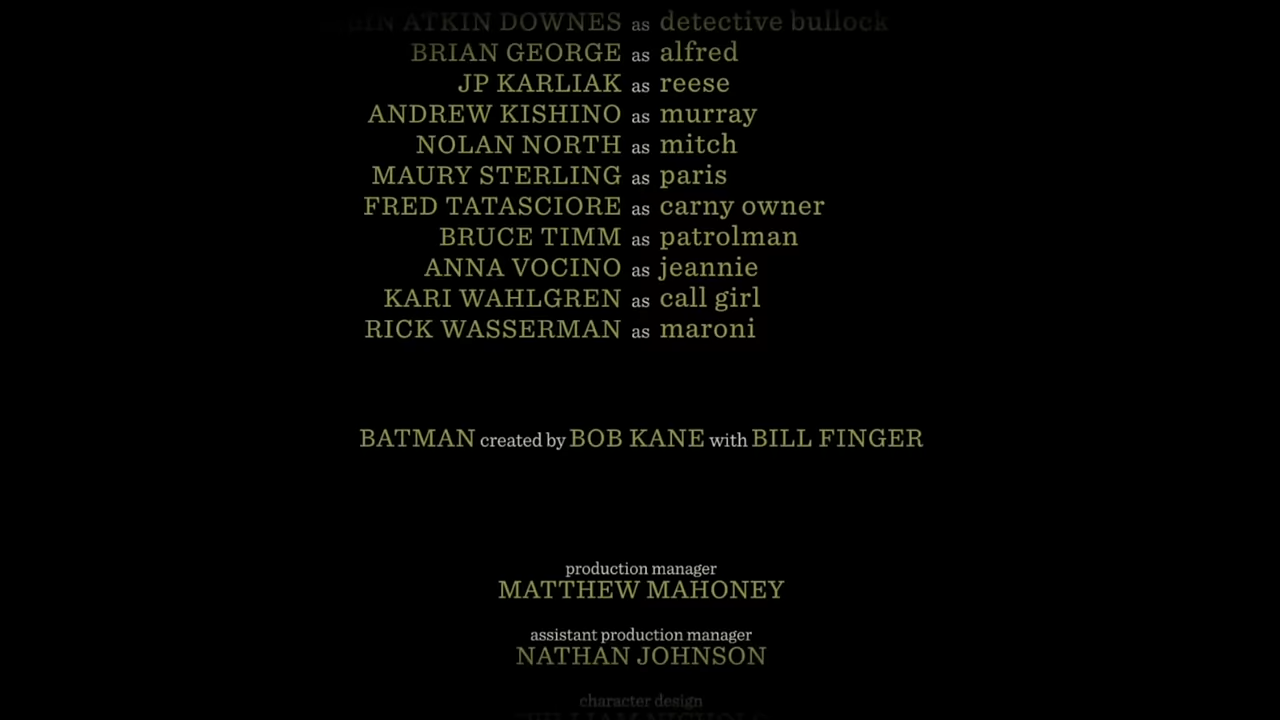 ATKIN DOWNES as detective bullock
BRIAN GEORGE as alfred
JP KARLIAK as reese
ANDREW KISHINO as murray
NOLAN NORTH as mitch
MAURY STERLING as paris
FRED TATASCIORE as carny owner
BRUCE TIMM as patrolman
ANNA VOCINO as jeannie
KARI WAHLGREN as call girl
RICK WASSERMAN as maroni
BATMAN created by BOB KANE with BILL FINGER
production manager
MATTHEW MAHONEY
assistant production manager
NATHAN JOHNSON
character design